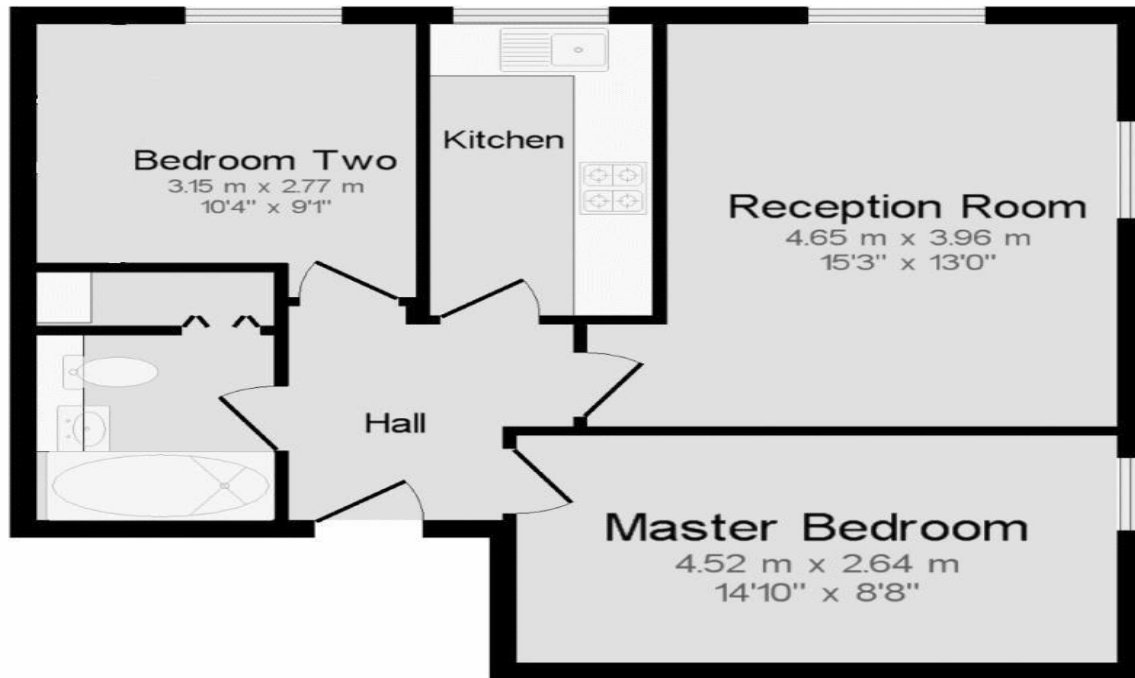 Bedroom Two
3.15 m x 2.77 m
10'4" x 9'1"
Kitchen
Reception Room
4.65 m x 3.96 m
15'3" x 13'0"
Hall
Master Bedroom
4.52 m x 2.64 m
14'10" x 8'8"